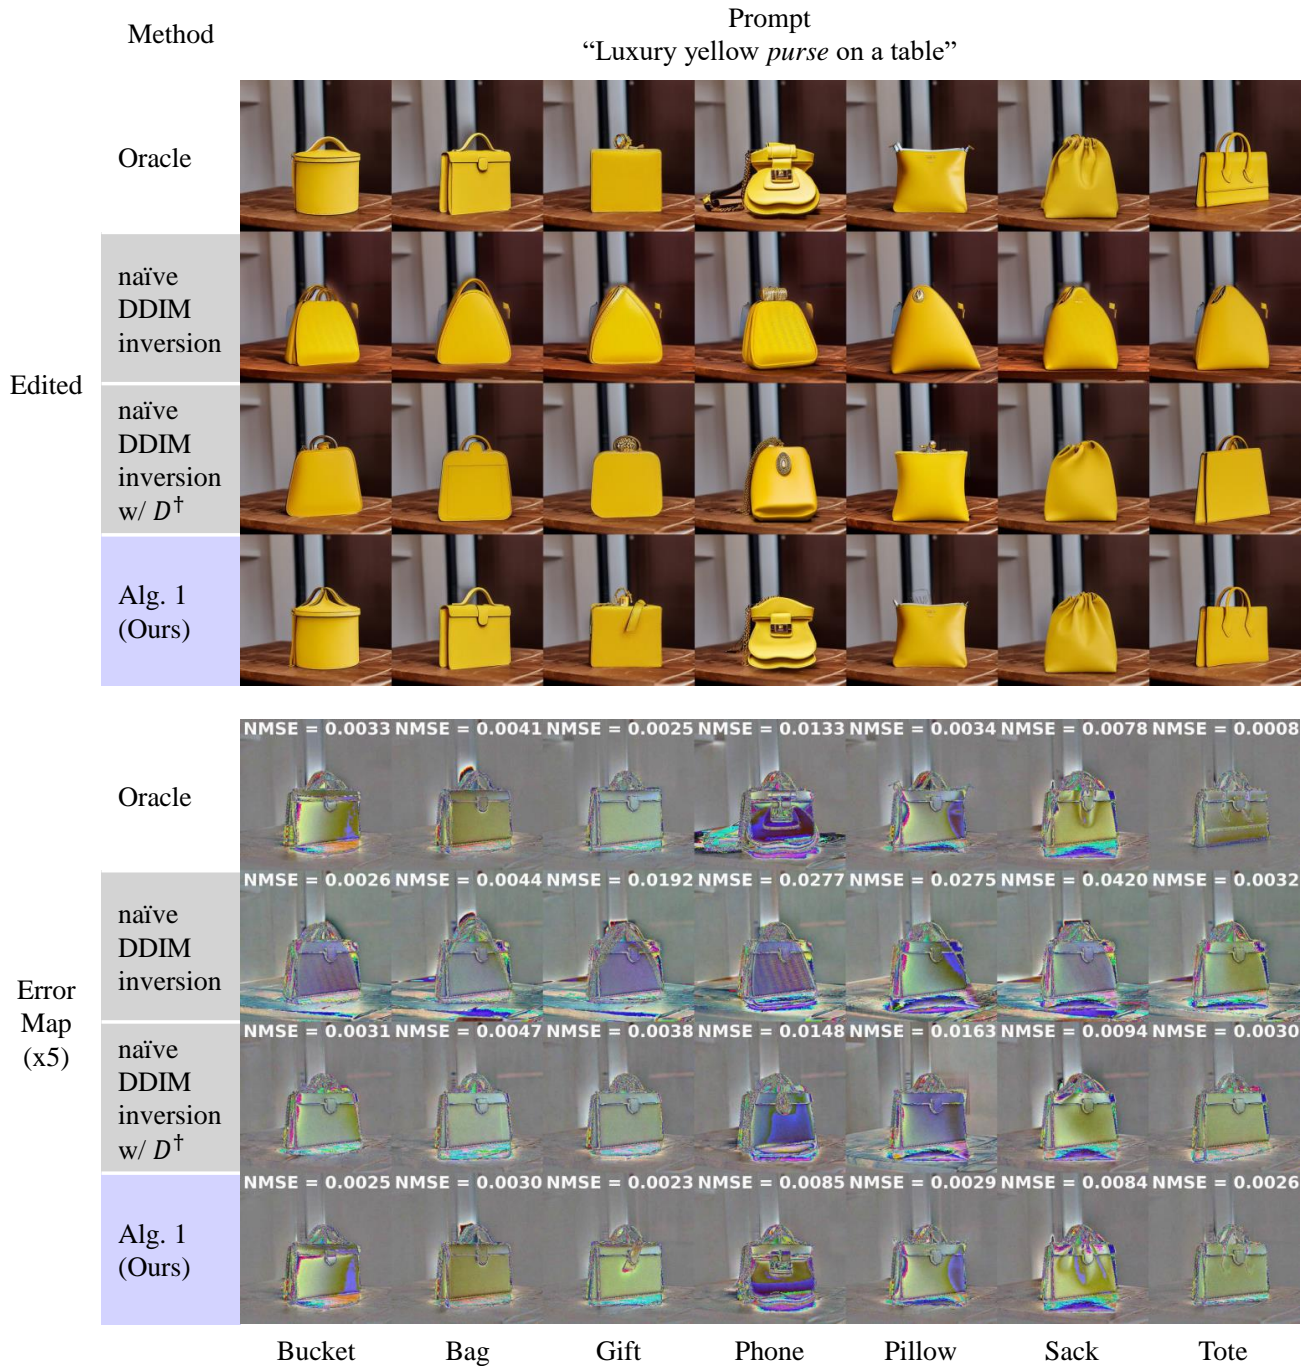 Method
Prompt
“Luxury yellow purse on a table”
Oracle
Edited
naïve
DDIM
inversion
naïve
DDIM
inversion
w/ D†
Alg. 1
(Ours)
Error
Map
(x5)
Oracle
NMSE = 0.0033 NMSE = 0.0041 NMSE = 0.0025 NMSE = 0.0133 NMSE = 0.0034 NMSE = 0.0078 NMSE = 0.0008
naïve
DDIM
inversion
NMSE = 0.0026 NMSE = 0.0044 NMSE = 0.0192 NMSE = 0.0277 NMSE = 0.0275 NMSE = 0.0420 NMSE = 0.0032
naïve
DDIM
inversion
w/ D†
NMSE = 0.0031 NMSE = 0.0047 NMSE = 0.0038 NMSE = 0.0148 NMSE = 0.0163 NMSE = 0.0094 NMSE = 0.0030
Alg. 1
(Ours)
NMSE = 0.0025 NMSE = 0.0030 NMSE = 0.0023 NMSE = 0.0085 NMSE = 0.0029 NMSE = 0.0084 NMSE = 0.0026
Bucket Bag Gift Phone Pillow Sack Tote